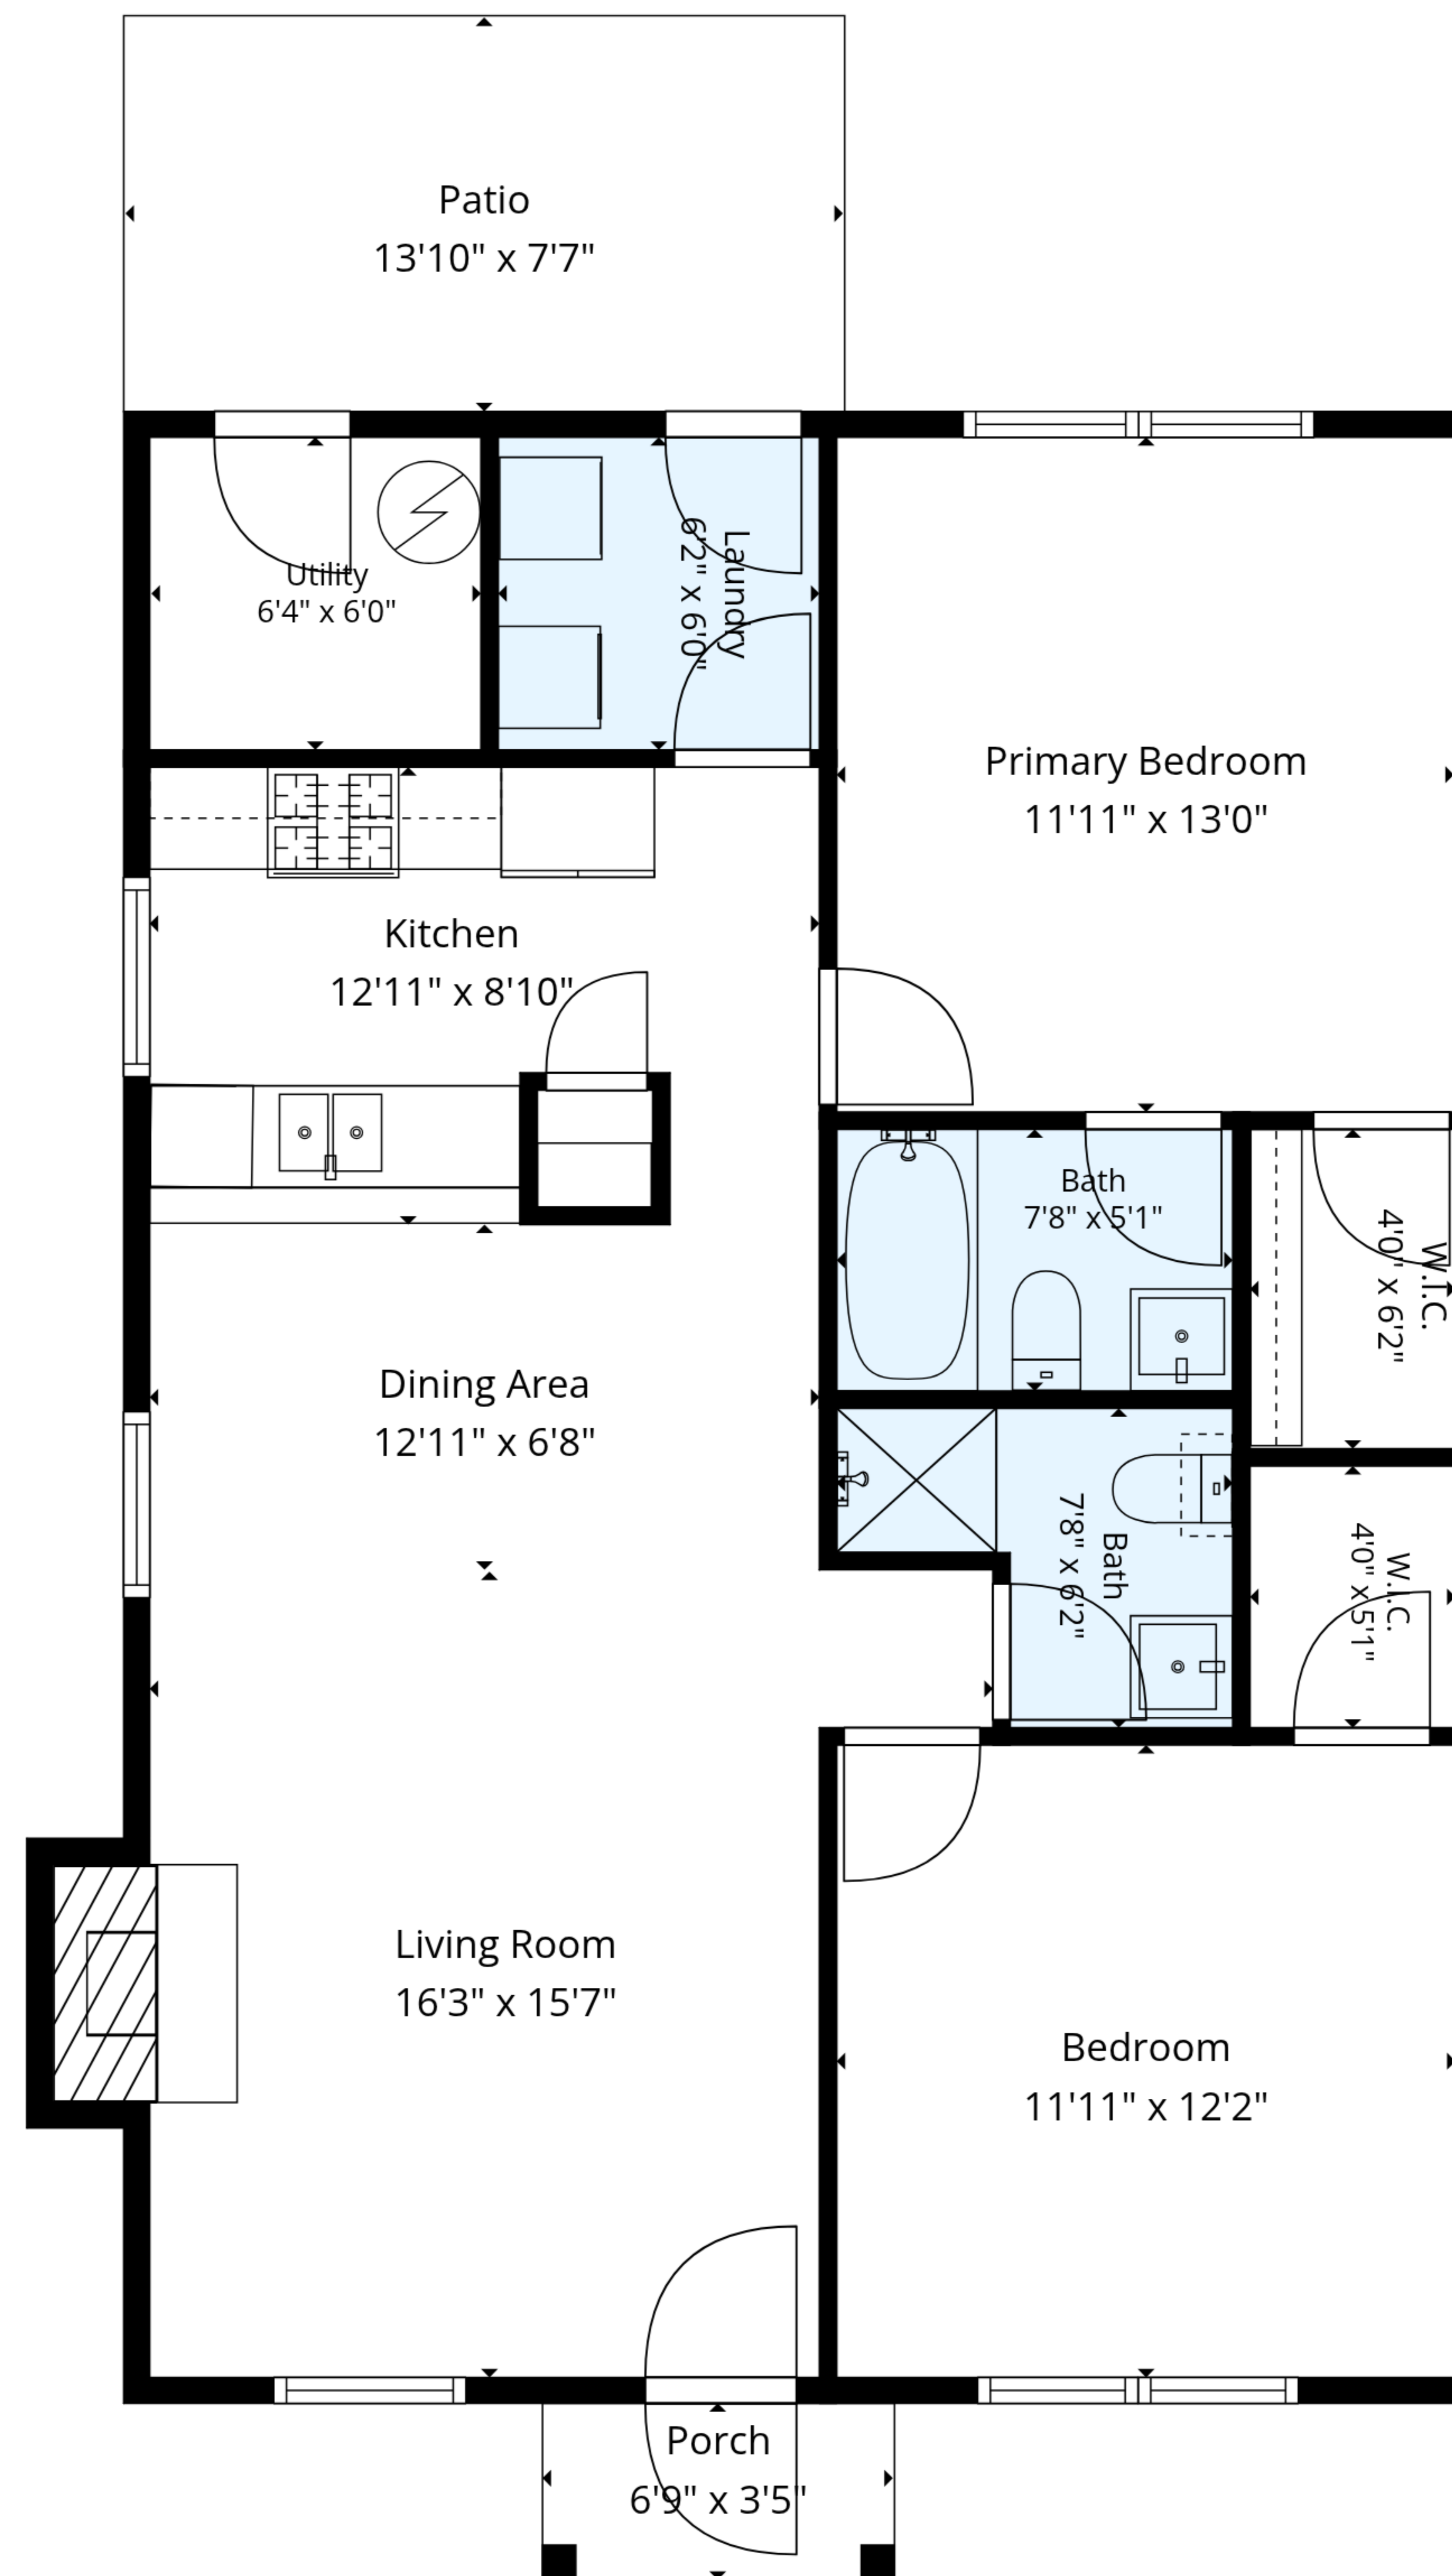 Patio
13'10" x 7'7"
Utility
6'4" x 6'0"
Laundry
6'2" x 6'0"
Primary Bedroom
11'11" x 13'0"
Kitchen
12'11" x 8'10"
Bath
7'8" x 5'1"
W.I.C.
4'0" x 6'2"
Dining Area
12'11" x 6'8"
Bath
7'8" x 6'2"
W.I.C.
4'0" x 5'1"
Living Room
16'3" x 15'7"
Bedroom
11'11" x 12'2"
Porch
6'9" x 3'5"